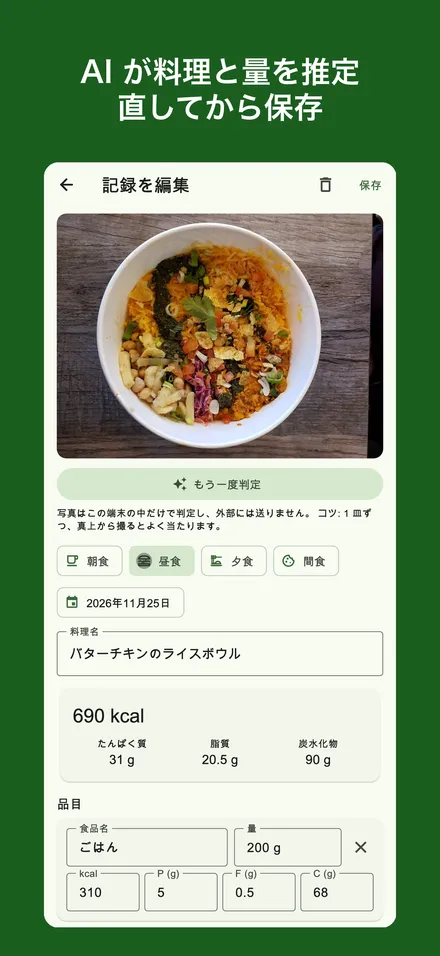 AI が料理と量を推定
直してから保存
記録を編集
保存
もう一度判定
写真はこの端末の中だけで判定し、外部には送りません。 コツ: 1 皿ず
つ、真上から撮るとよく当たります。
朝食
昼食
夕食
間食
2026年11月25日
料理名
バターチキンのライスボウル
690 kcal
たんぱく質
脂質
炭水化物
31 g
20.5 g
90 g
品目
食品名
ごはん
量
200 g
kcal
310
P (g)
5
F (g)
0.5
C (g)
68